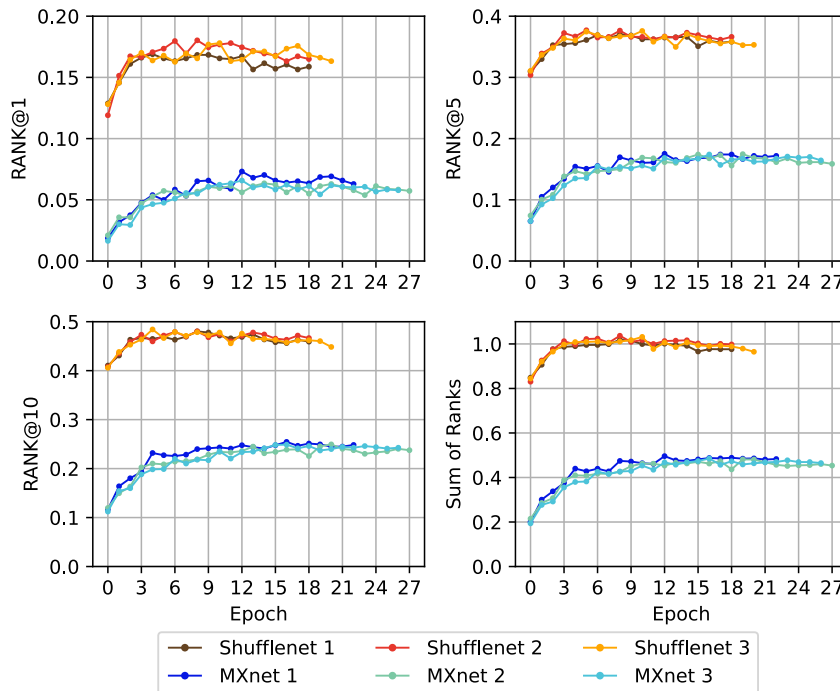 0.20
0.15
0.10
0.05
0.00
RANK@1
0 3 6 9 12 15 18 21 24 27
0.4
0.3
0.2
0.1
0.0
RANK@5
0 3 6 9 12 15 18 21 24 27
0.5
0.4
0.3
0.2
0.1
0.0
RANK@10
0 3 6 9 12 15 18 21 24 27
Epoch
1.0
0.8
0.6
0.4
0.2
0.0
Sum of Ranks
0 3 6 9 12 15 18 21 24 27
Epoch
Shufflenet 1 Shufflenet 2 Shufflenet 3
MXnet 1 MXnet 2 MXnet 3